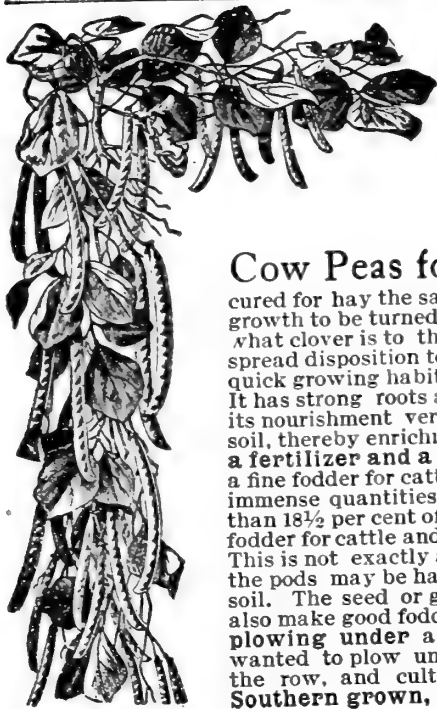 Cow Peas fo
cured for hay the sa
growth to be turned
what clover is to th
spread disposition to
quick growing habit
It has strong roots a
its nourishment ver
soil, thereby enrichi
a fertilizer and a
a fine fodder for catt
immense quantities
than 18½ per cent of
fodder for cattle and
This is not exactly a
the pods may be ha
soil. The seed or g
also make good fodd
plowing under a
wanted to plow un
the row, and cult
Southern grown,